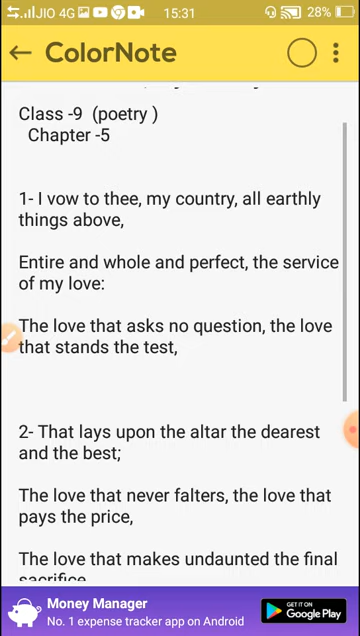 JIO 4G 15:31 28%
ColorNote
Class -9 (poetry )
Chapter -5
1- I vow to thee, my country, all earthly
things above,
Entire and whole and perfect, the service
of my love:
The love that asks no question, the love
that stands the test,
2- That lays upon the altar the dearest
and the best;
The love that never falters, the love that
pays the price,
The love that makes undaunted the final
sacrifice
Money Manager
No. 1 expense tracker app on Android
GET IT ON
Google Play